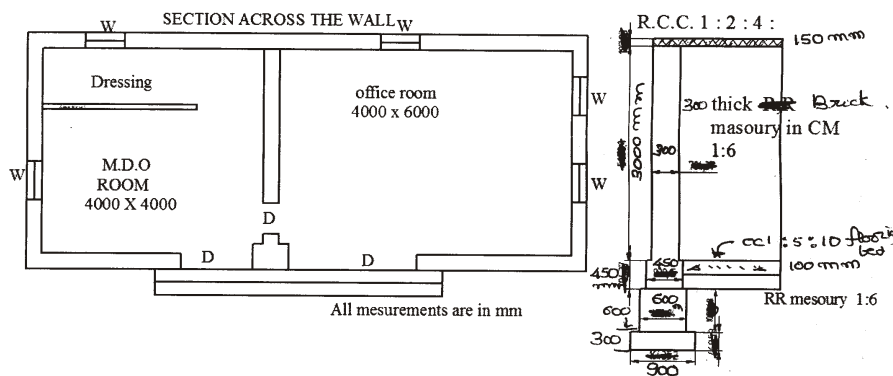 SECTION ACROSS THE WALL
R.C.C. 1 : 2 : 4 :
W
W
150 mm
Dressing
office room
4000 x 6000
W
300 thick Brick
masoury in CM
1:6
3000 mm
300
W
M.D.O
ROOM
4000 X 4000
W
D
D
D
cc1:5:10 floor
bed
100 mm
450
450
All mesurements are in mm
RR mesoury 1:6
600
600
300
900